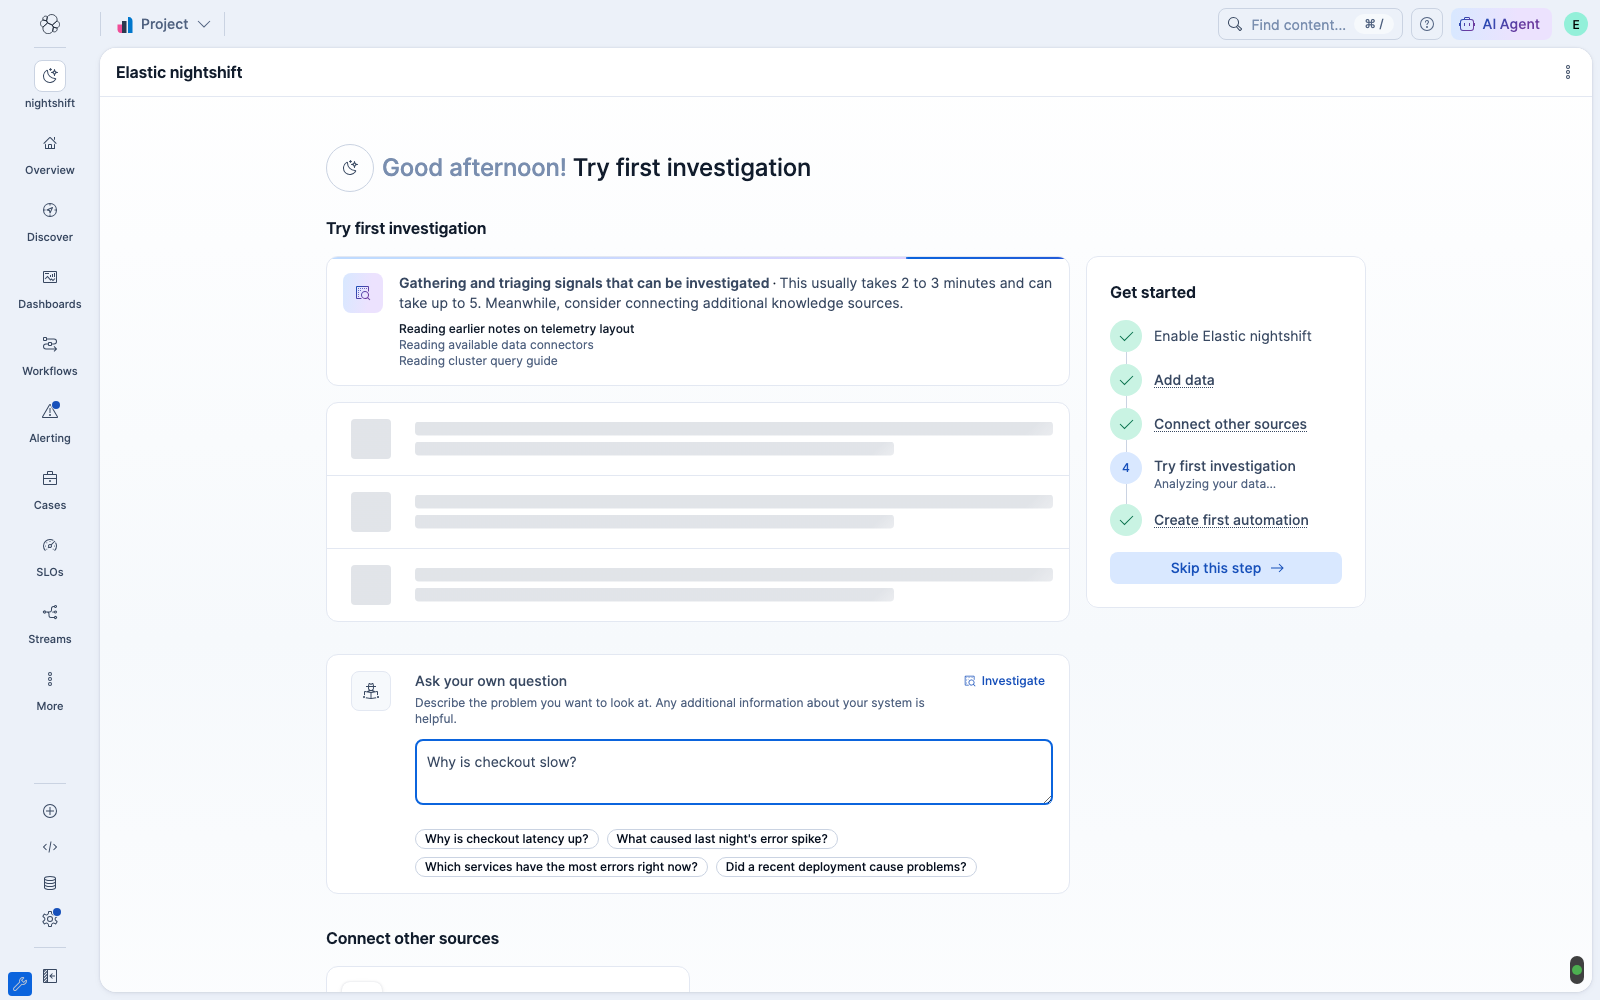 Project
Find content...
⌘ /
AI Agent
E
nightshift
Overview
Discover
Dashboards
Workflows
Alerting
Cases
SLOs
Streams
More
Elastic nightshift
Good afternoon! Try first investigation
Try first investigation
Gathering and triaging signals that can be investigated · This usually takes 2 to 3 minutes and can
take up to 5. Meanwhile, consider connecting additional knowledge sources.
Reading earlier notes on telemetry layout
Reading available data connectors
Reading cluster query guide
Get started
Enable Elastic nightshift
Add data
Connect other sources
4
Try first investigation
Analyzing your data...
Create first automation
Skip this step
Ask your own question
Investigate
Describe the problem you want to look at. Any additional information about your system is
helpful.
Why is checkout slow?
Why is checkout latency up?
What caused last night's error spike?
Which services have the most errors right now?
Did a recent deployment cause problems?
Connect other sources